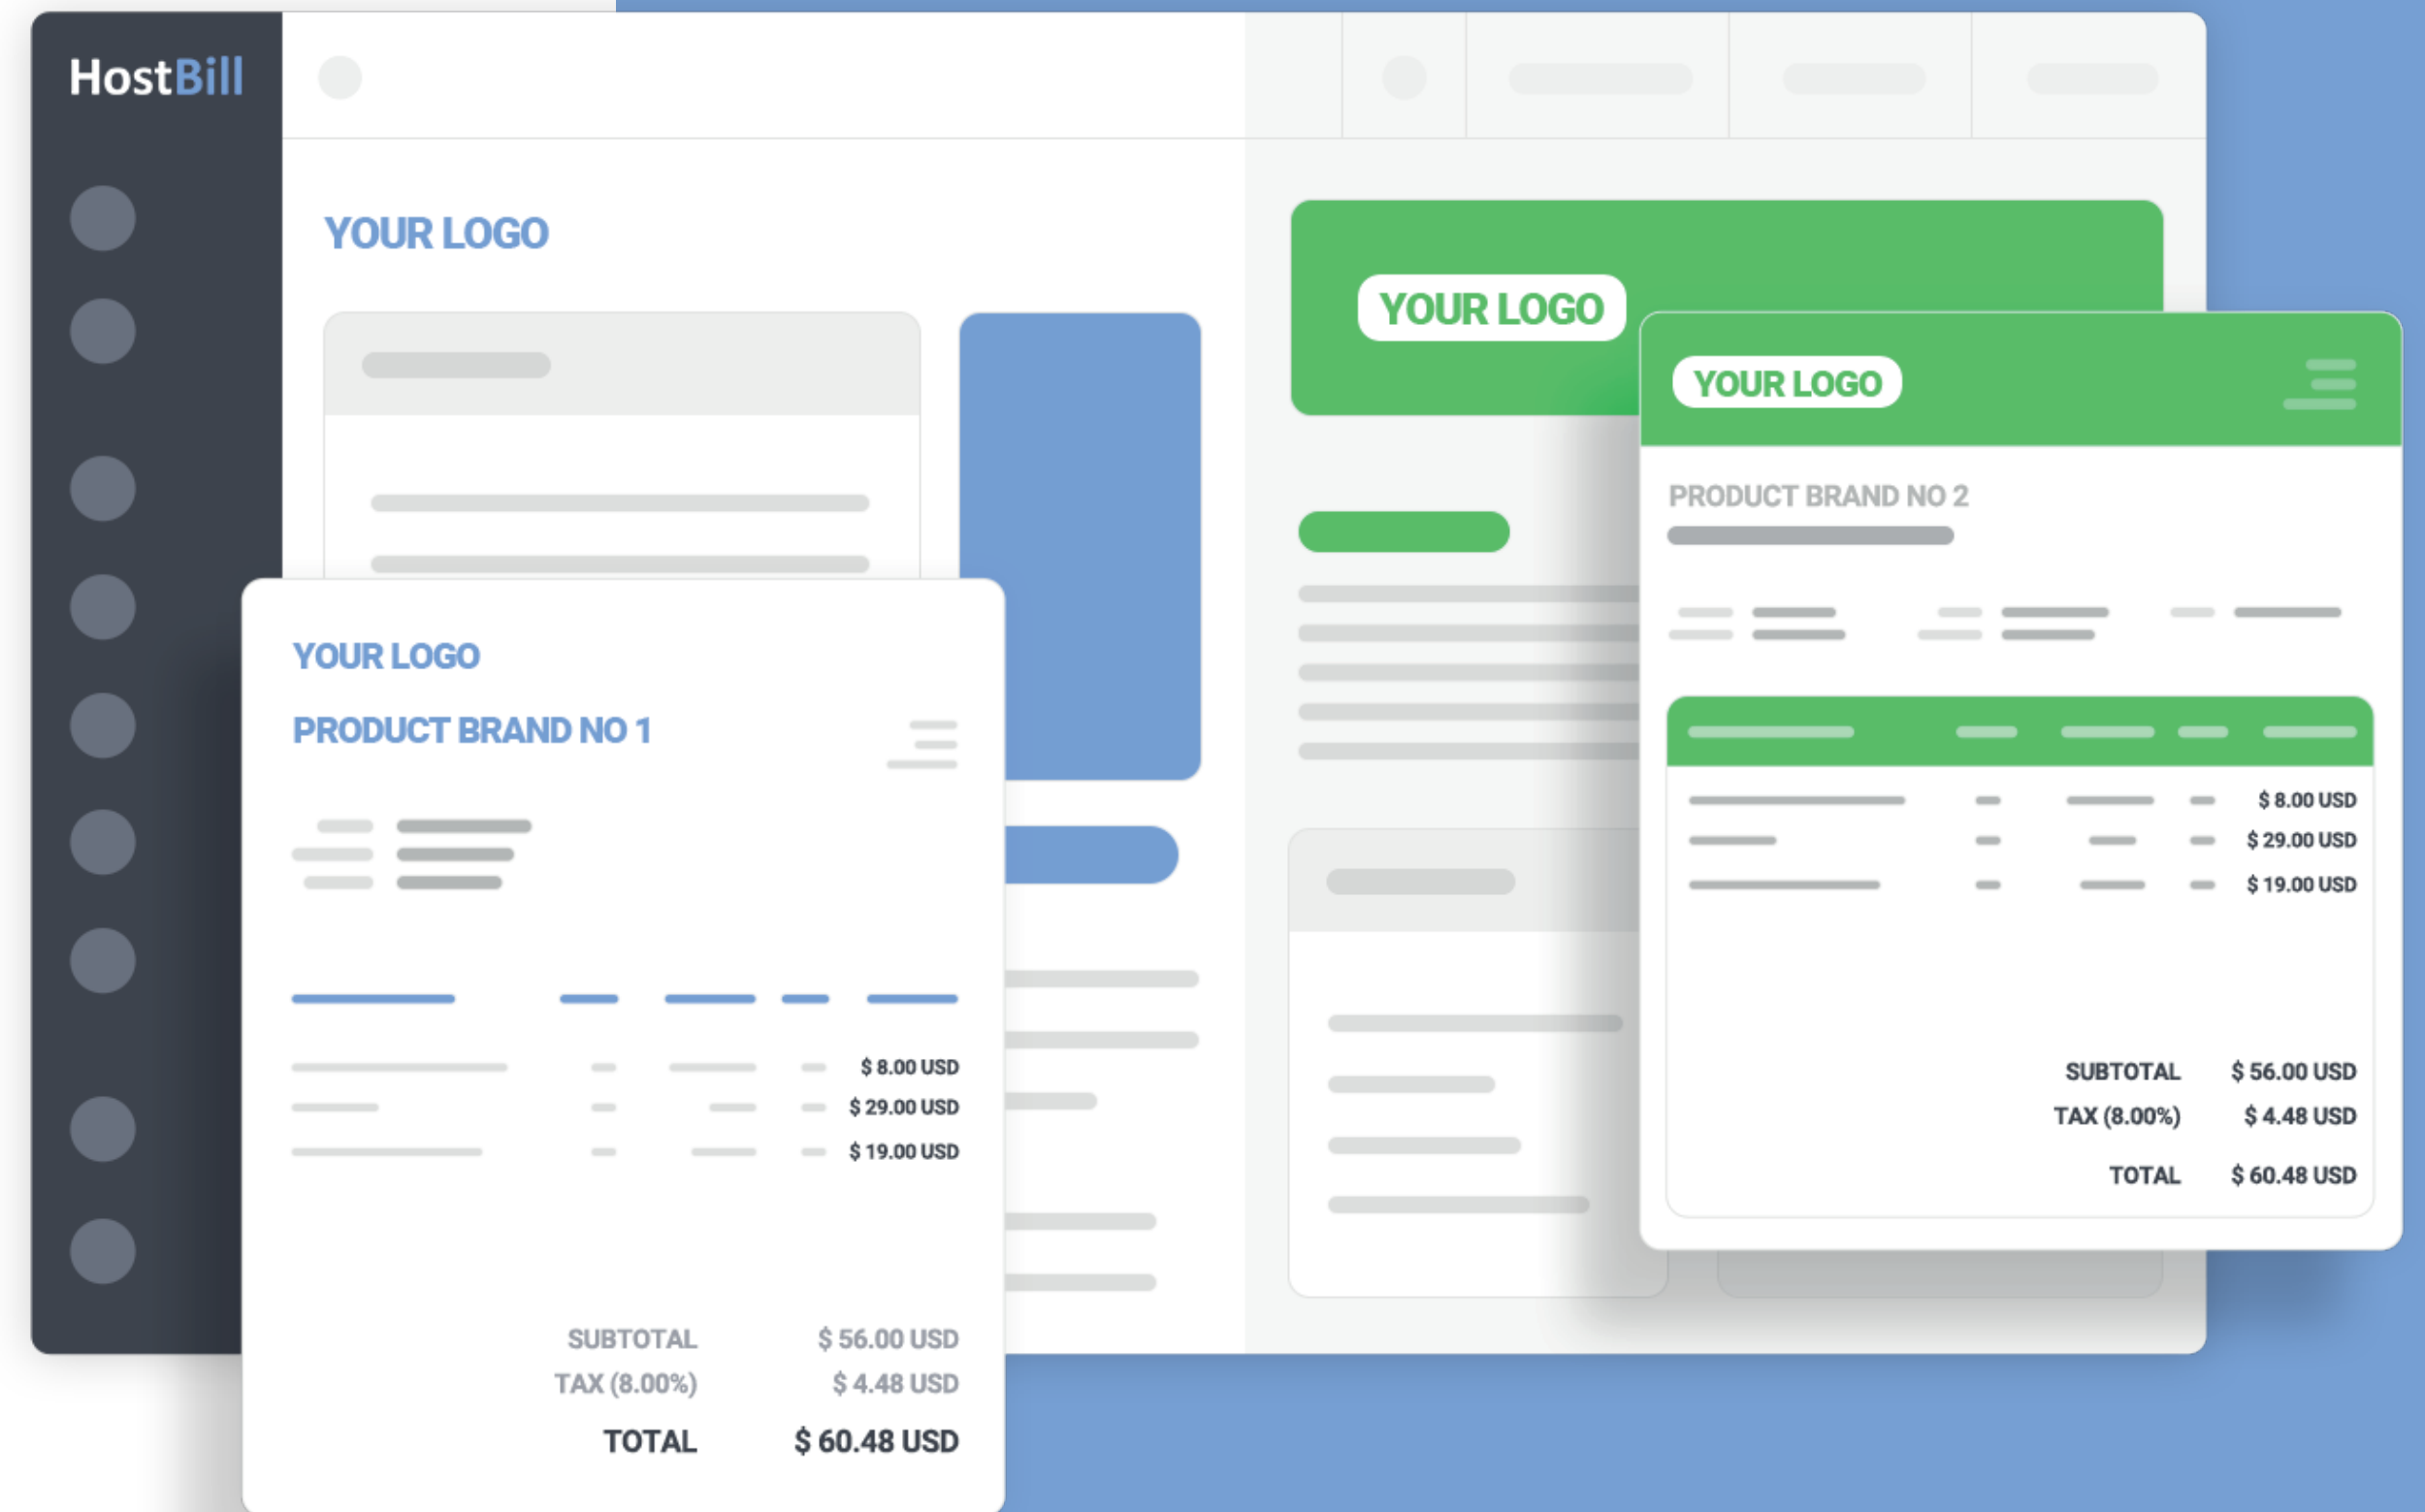 HostBill
YOUR LOGO
YOUR LOGO
YOUR LOGO
PRODUCT BRAND NO 1
$ 8.00 USD
$ 29.00 USD
$ 19.00 USD
SUBTOTAL $ 56.00 USD
TAX (8.00%) $ 4.48 USD
TOTAL $ 60.48 USD
YOUR LOGO
PRODUCT BRAND NO 2
$ 8.00 USD
$ 29.00 USD
$ 19.00 USD
SUBTOTAL $ 56.00 USD
TAX (8.00%) $ 4.48 USD
TOTAL $ 60.48 USD